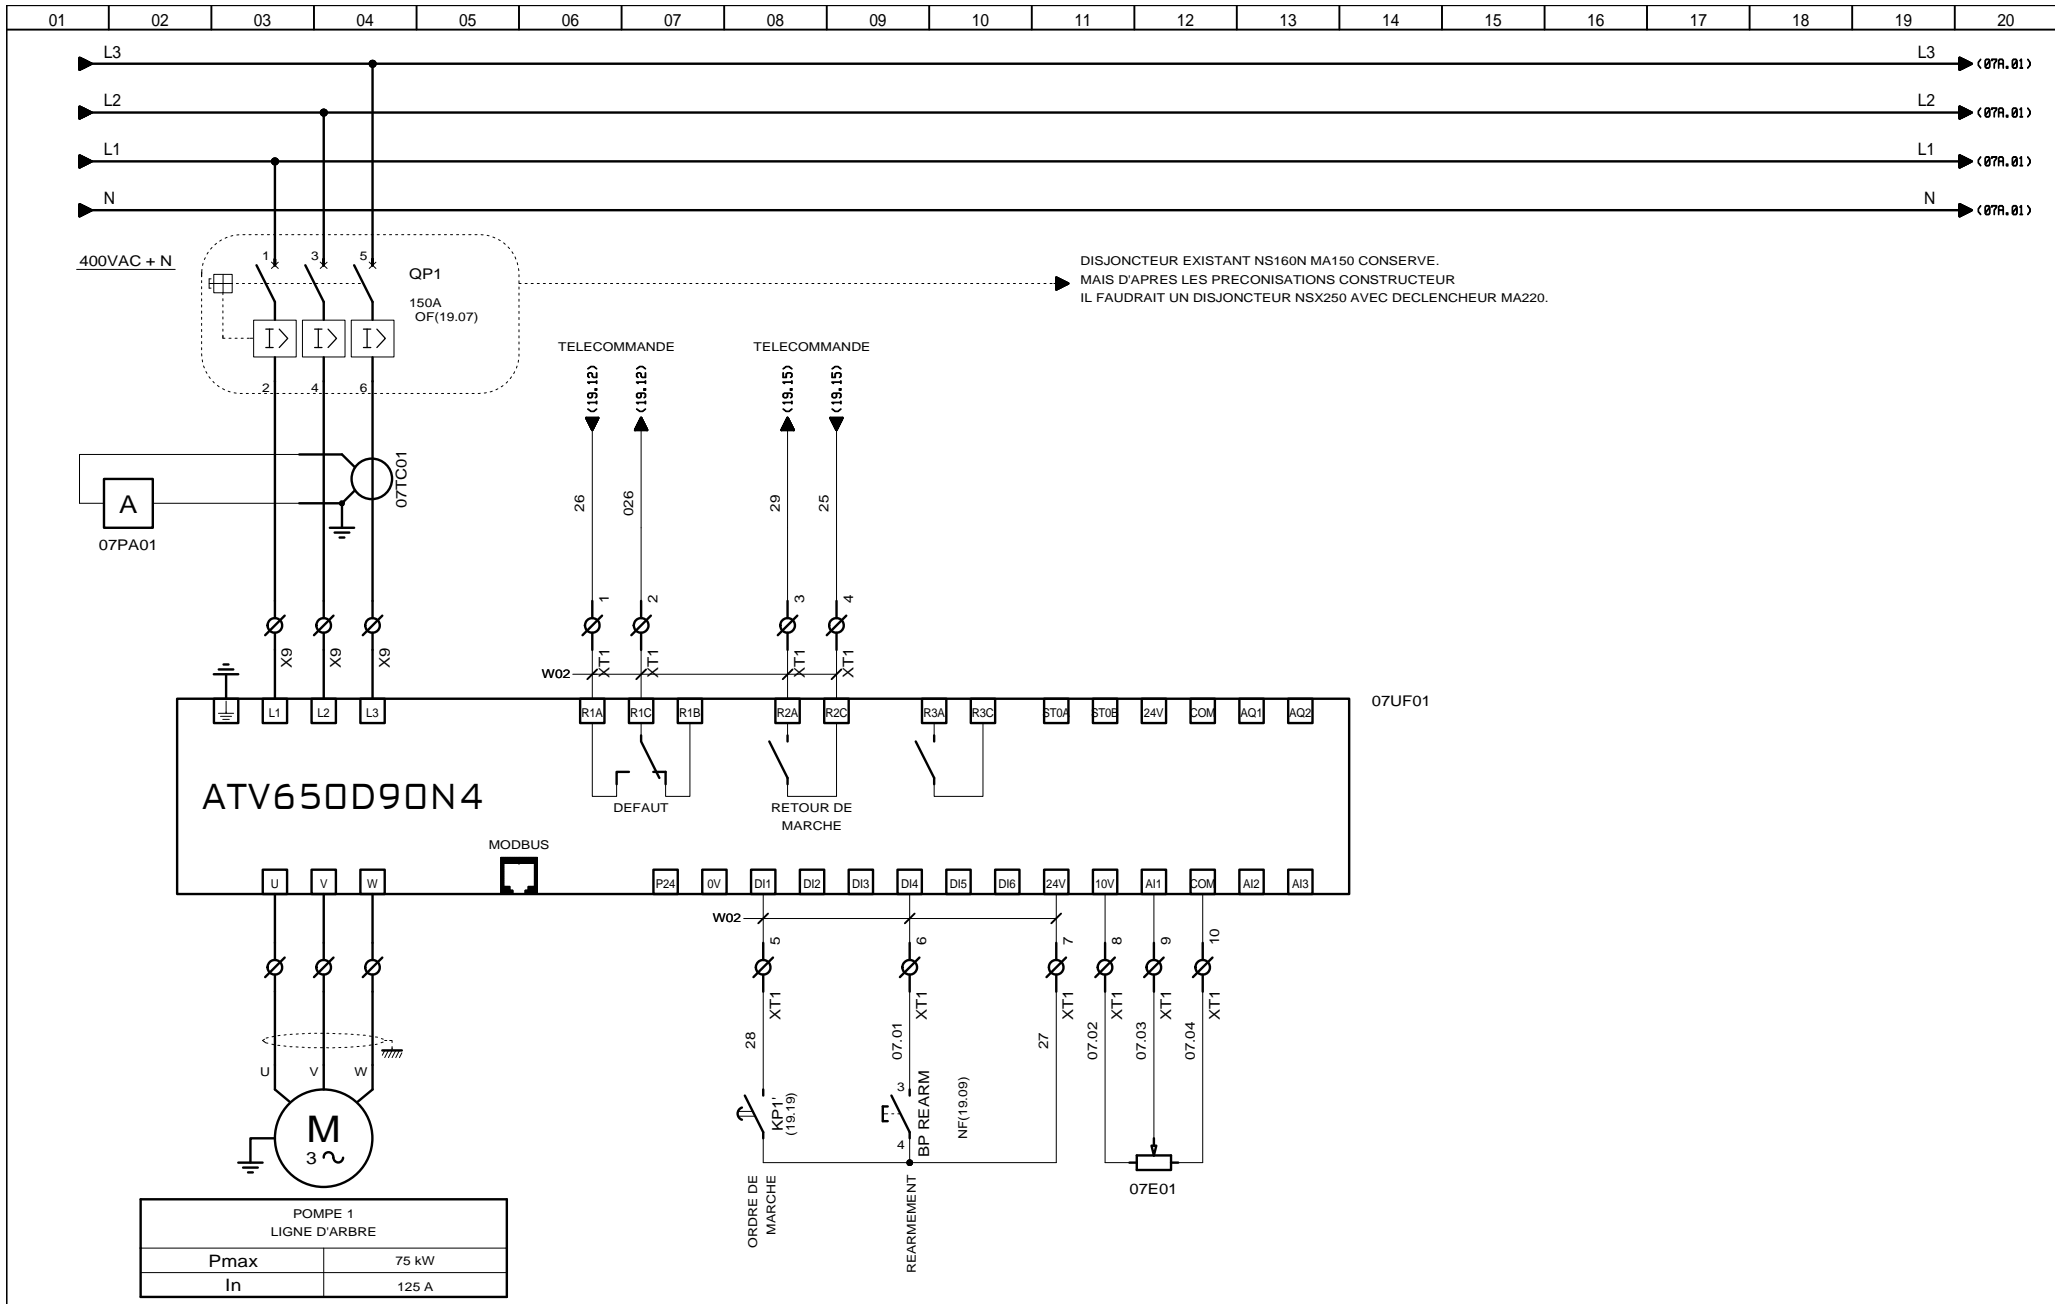 01 02 03 04 05 06 07 08 09 10 11 12 13 14 15 16 17 18 19 20
L3 L3 (07A.01)
L2 L2 (07A.01)
L1 L1 (07A.01)
N N (07A.01)
400VAC + N
1 3 5
QP1
150A
OF(19.07)
I> I> I>
2 4 6
DISJONCTEUR EXISTANT NS160N MA150 CONSERVE.
MAIS D'APRES LES PRECONISATIONS CONSTRUCTEUR
IL FAUDRAIT UN DISJONCTEUR NSX250 AVEC DECLENCHEUR MA220.
TELECOMMANDE TELECOMMANDE
(19.12) (19.12) (19.15) (19.15)
07TC01
A
07PA01
26 026 29 25
1 2 3 4
X9 X9 X9
XT1 XT1 XT1 XT1
W02
07UF01
L1 L2 L3 R1A R1C R1B R2A R2C R3A R3C ST0A ST0B 24V COM AQ1 AQ2
ATV650D90N4
DEFAUT
RETOUR DE
MARCHE
MODBUS
U V W P24 0V DI1 DI2 DI3 DI4 DI5 DI6 24V 10V AI1 COM AI2 AI3
W02
5 6 7 8 9 10
XT1 XT1 XT1 XT1 XT1 XT1
28 07.01 27 07.02 07.03 07.04
U V W
M
3
KP1'
(19.19)
3
4
BP REARM
NF(19.09)
07E01
ORDRE DE
MARCHE
REARMEMENT
POMPE 1
LIGNE D'ARBRE
Pmax 75 kW
In 125 A